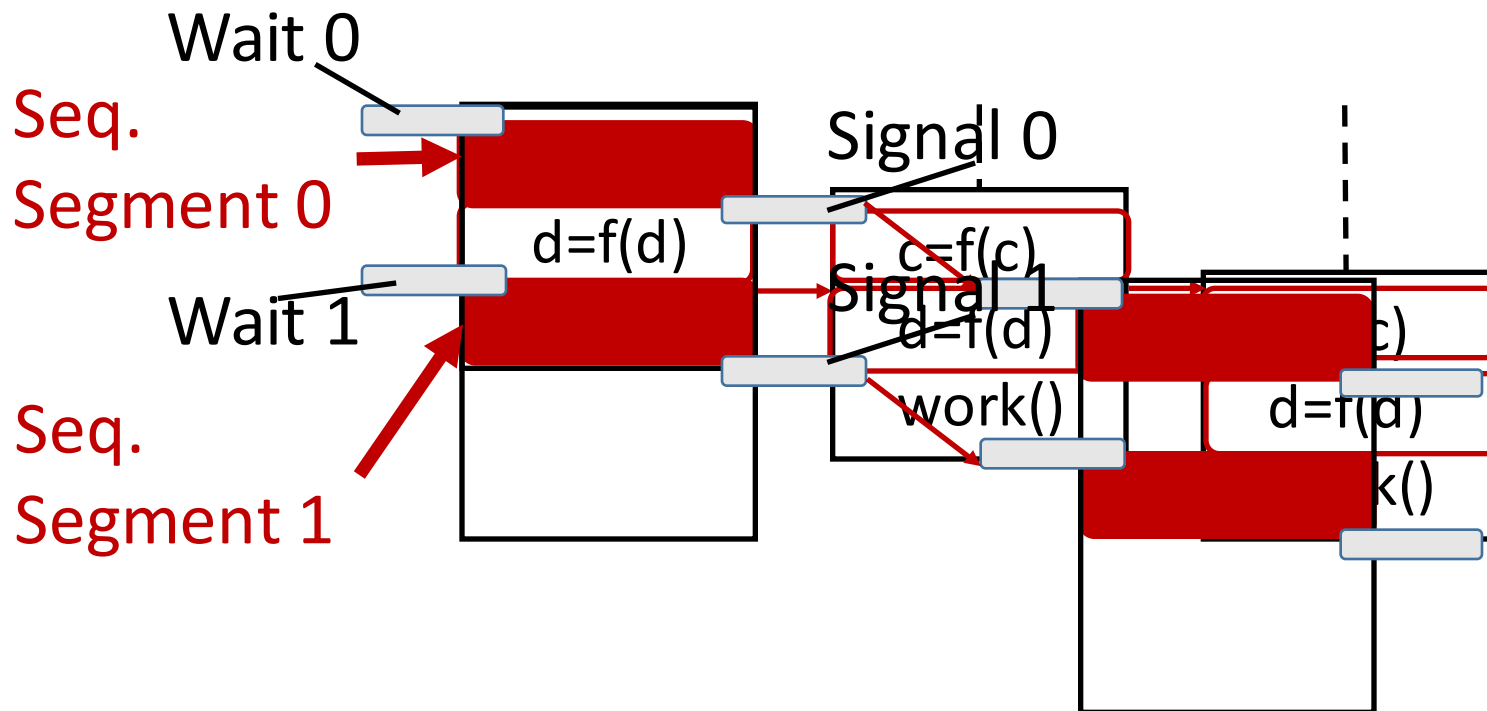 Wait 0
Seq.
Segment 0
Signal 0
d=f(d)
c=f(c)
Signal 1
Wait 1
d=f(d)
c)
work()
d=f(d)
Seq.
Segment 1
k()